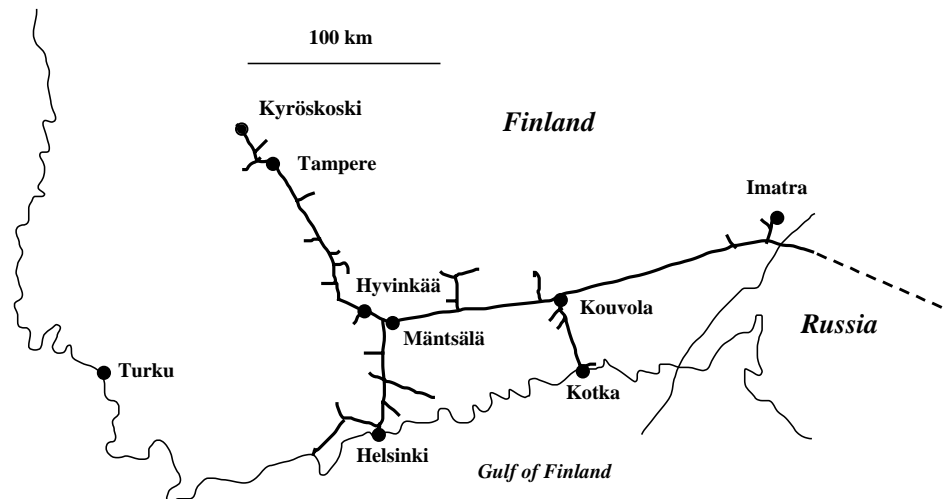 100 km
Kyröskoski
Finland
Tampere
Imatra
Hyvinkää
Kouvola
Mäntsälä
Russia
Turku
Kotka
Helsinki
Gulf of Finland